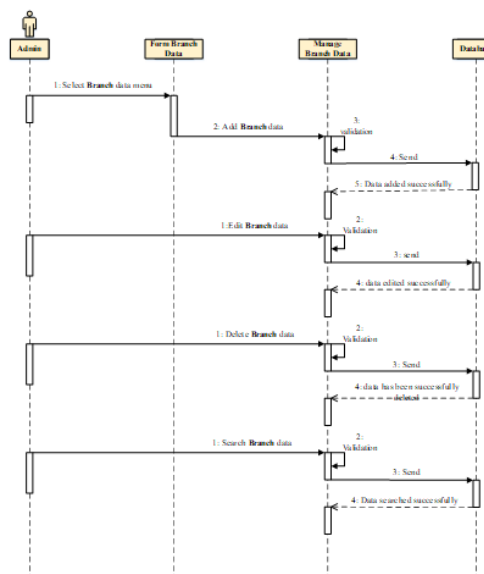 Admin
Form Branch
Data
Manage
Branch Data
1: Select Branch data menu
2: Add Branch data
3:
validation
4: Send
5: Data added successfully
1:Edit Branch data
2:
Validation
3: send
4: data edited successfully
1: Delete Branch data
2:
Validation
3: Send
4: data has been successfully
deleted
1: Search Branch data
2:
Validation
3: Send
4: Data searched successfully